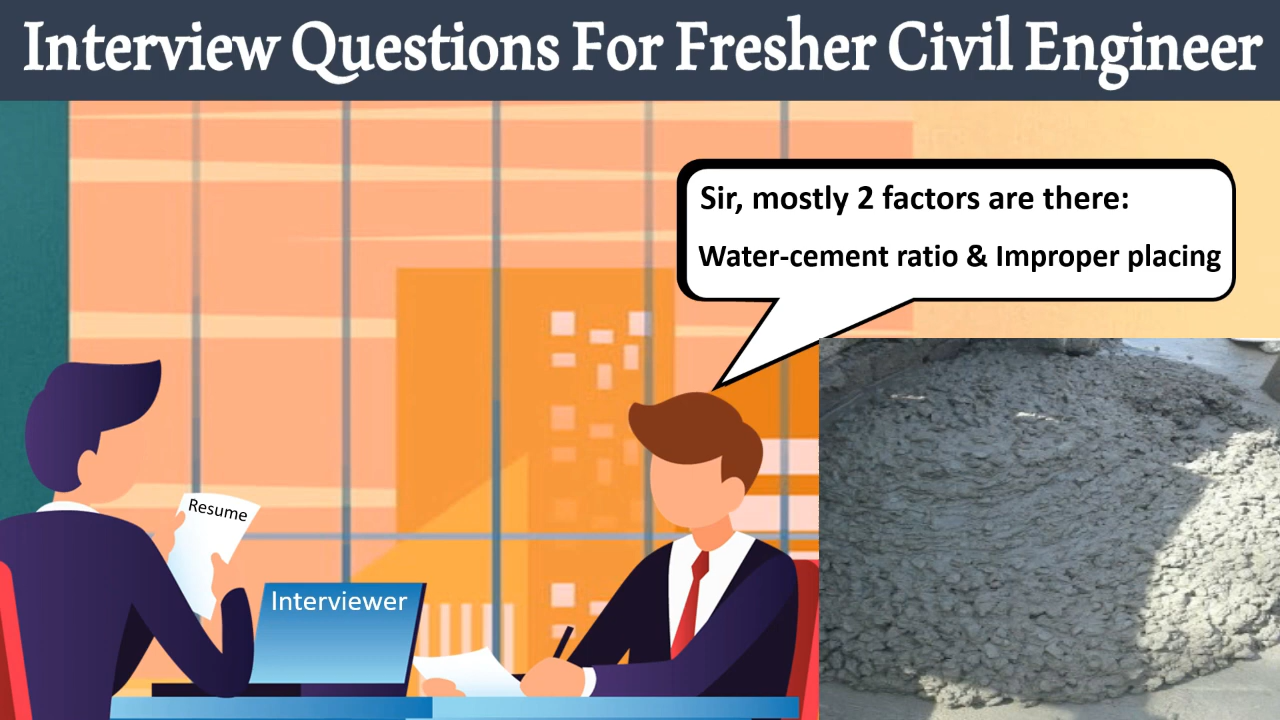 Interview Questions For Fresher Civil Engineer
Sir, mostly 2 factors are there:
Water-cement ratio & Improper placing
Resume
Interviewer